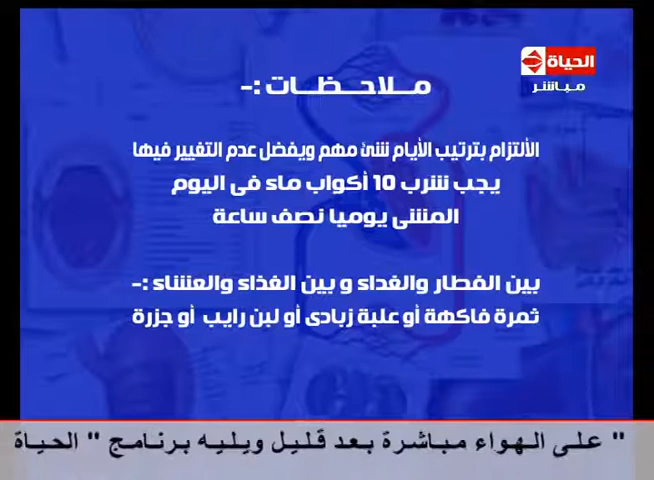 الحياة
مباشر
ملاحظات :-
الألتزام بترتيب الأيام شئ مهم ويفضل عدم التغيير فيها
يجب شرب 10 أكواب ماء فى اليوم
المشى يوميا نصف ساعة
بين الفطار والغداء و بين الغذاء والعشاء :-
ثمرة فاكهة أو علبة زبادى أو لبن رايب أو جزرة
" على الهواء مباشرة بعد قليل ويليه برنامج " الحياة